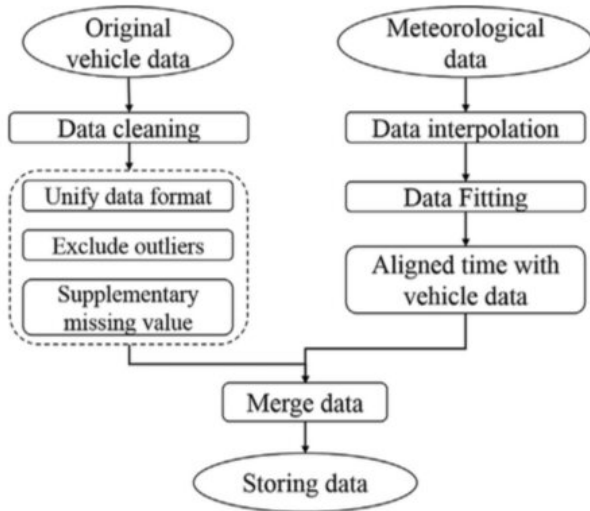 Original
vehicle data
Data cleaning
Unify data format
Exclude outliers
Supplementary
missing value
Meteorological
data
Data interpolation
Data Fitting
Aligned time with
vehicle data
Merge data
Storing data